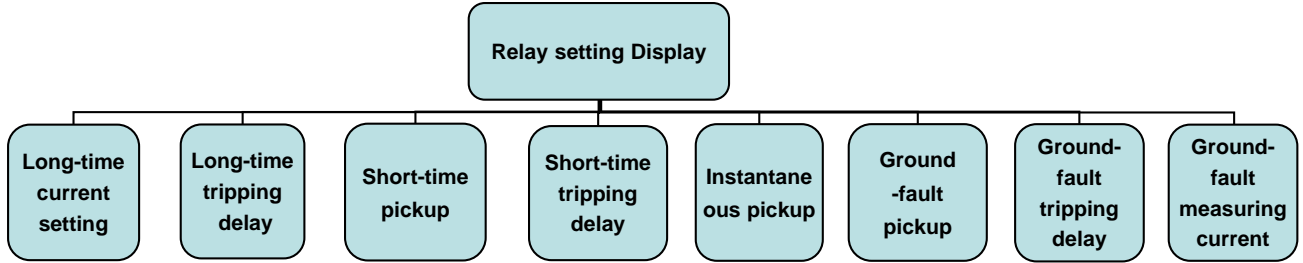 Relay setting Display
Long-time
current
setting
Long-time
tripping
delay
Short-time
pickup
Short-time
tripping
delay
Instantane
ous pickup
Ground
-fault
pickup
Ground-
fault
tripping
delay
Ground-
fault
measuring
current